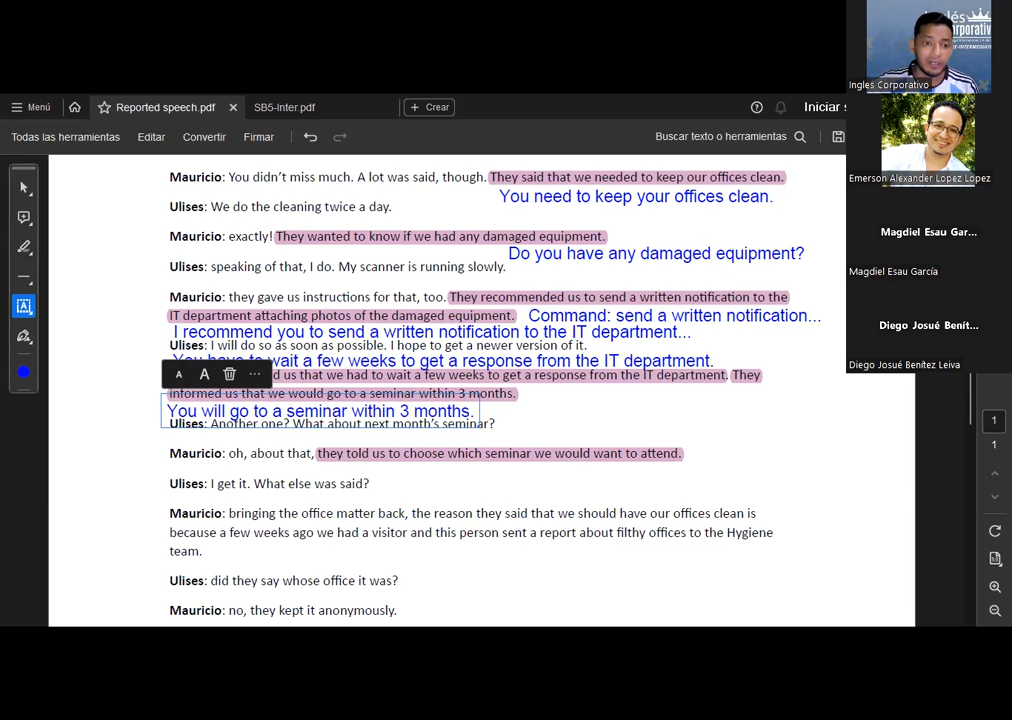 Menú
Reported speech.pdf
SB5-Inter.pdf
Crear
Iniciar s
Todas las herramientas Editar Convertir Firmar
Buscar texto o herramientas
Mauricio: You didn't miss much. A lot was said, though. They said that we needed to keep our offices clean.
You need to keep your offices clean.
Ulises: We do the cleaning twice a day.
Mauricio: exactly! They wanted to know if we had any damaged equipment.
Do you have any damaged equipment?
Ulises: speaking of that, I do. My scanner is running slowly.
Mauricio: they gave us instructions for that, too. They recommended us to send a written notification to the
IT department attaching photos of the damaged equipment.
Command: send a written notification...
I recommend you to send a written notification to the IT department...
Ulises: I will do so as soon as possible. I hope to get a newer version of it.
You have to wait a few weeks to get a response from the IT department.
us that we had to wait a few weeks to get a response from the IT department. They
informed us that we would go to a seminar within 3 months.
You will go to a seminar within 3 months.
Ulises: Another one? What about next month's seminar?
Mauricio: oh, about that, they told us to choose which seminar we would want to attend.
Ulises: I get it. What else was said?
Mauricio: bringing the office matter back, the reason they said that we should have our offices clean is
because a few weeks ago we had a visitor and this person sent a report about filthy offices to the Hygiene
team.
Ulises: did they say whose office it was?
Mauricio: no, they kept it anonymously.
1
1
Ingles Corporativo
Emerson Alexander Lopez Lopez
Magdiel Esau Gar...
Magdiel Esau García
Diego Josué Benít...
Diego Josué Benítez Leiva